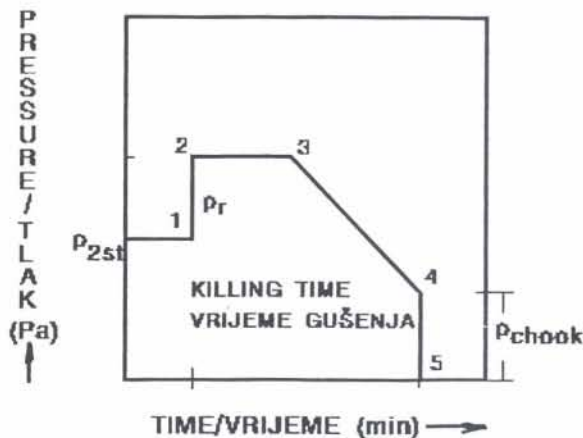 PRESSURE/TLAK
(Pa)
2
3
1
pr
p2st
4
KILLING TIME
VRIJEME GUŠENJA
pchook
5
TIME/VRIJEME (min)